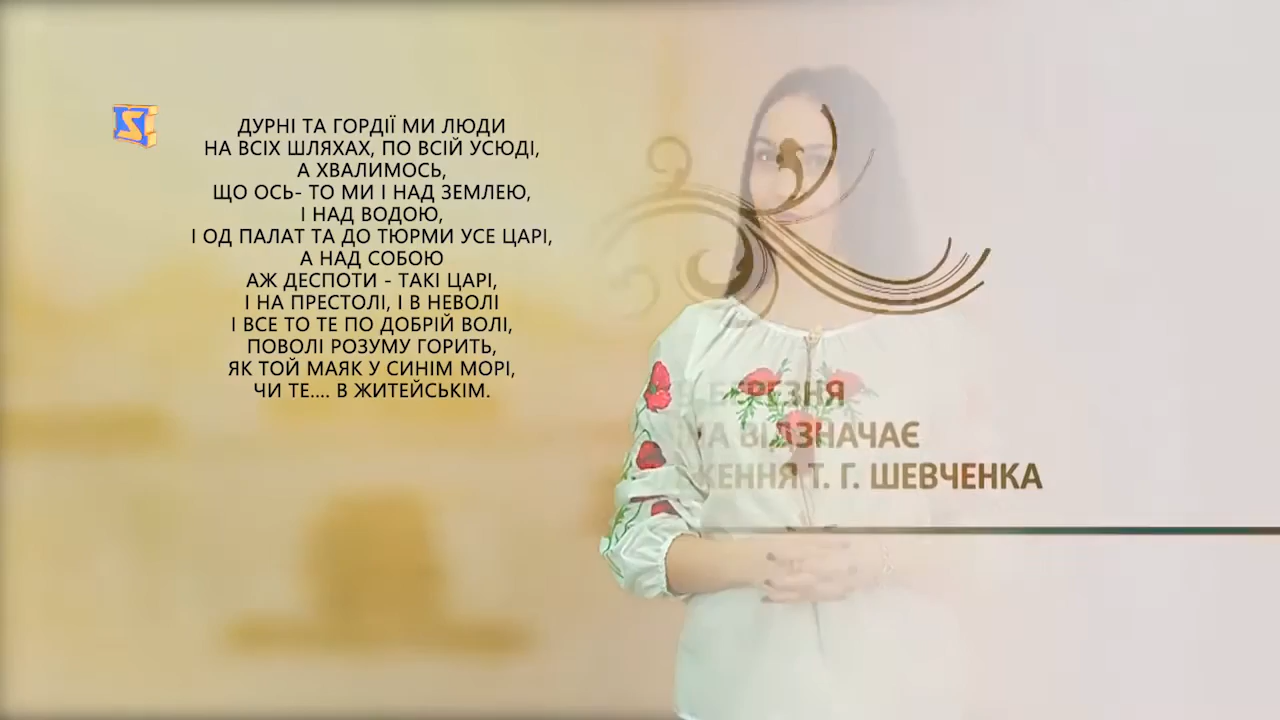 ДУРНІ ТА ГОРДІЇ МИ ЛЮДИ
НА ВСІХ ШЛЯХАХ, ПО ВСІЙ УСЮДІ,
А ХВАЛИМОСЬ,
ЩО ОСЬ- ТО МИ І НАД ЗЕМЛЕЮ,
І НАД ВОДОЮ,
І ОД ПАЛАТ ТА ДО ТЮРМИ УСЕ ЦАРІ,
А НАД СОБОЮ
АЖ ДЕСПОТИ - ТАКІ ЦАРІ,
І НА ПРЕСТОЛІ, І В НЕВОЛІ
І ВСЕ ТО ТЕ ПО ДОБРІЙ ВОЛІ,
ПОВОЛІ РОЗУМУ ГОРИТЬ,
ЯК ТОЙ МАЯК У СИНІМ МОРІ,
ЧИ ТЕ.... В ЖИТЕЙСЬКІМ.
БЕРЕЗНЯ
ВІДЗНАЧАЄ
Т. Г. ШЕВЧЕНКА